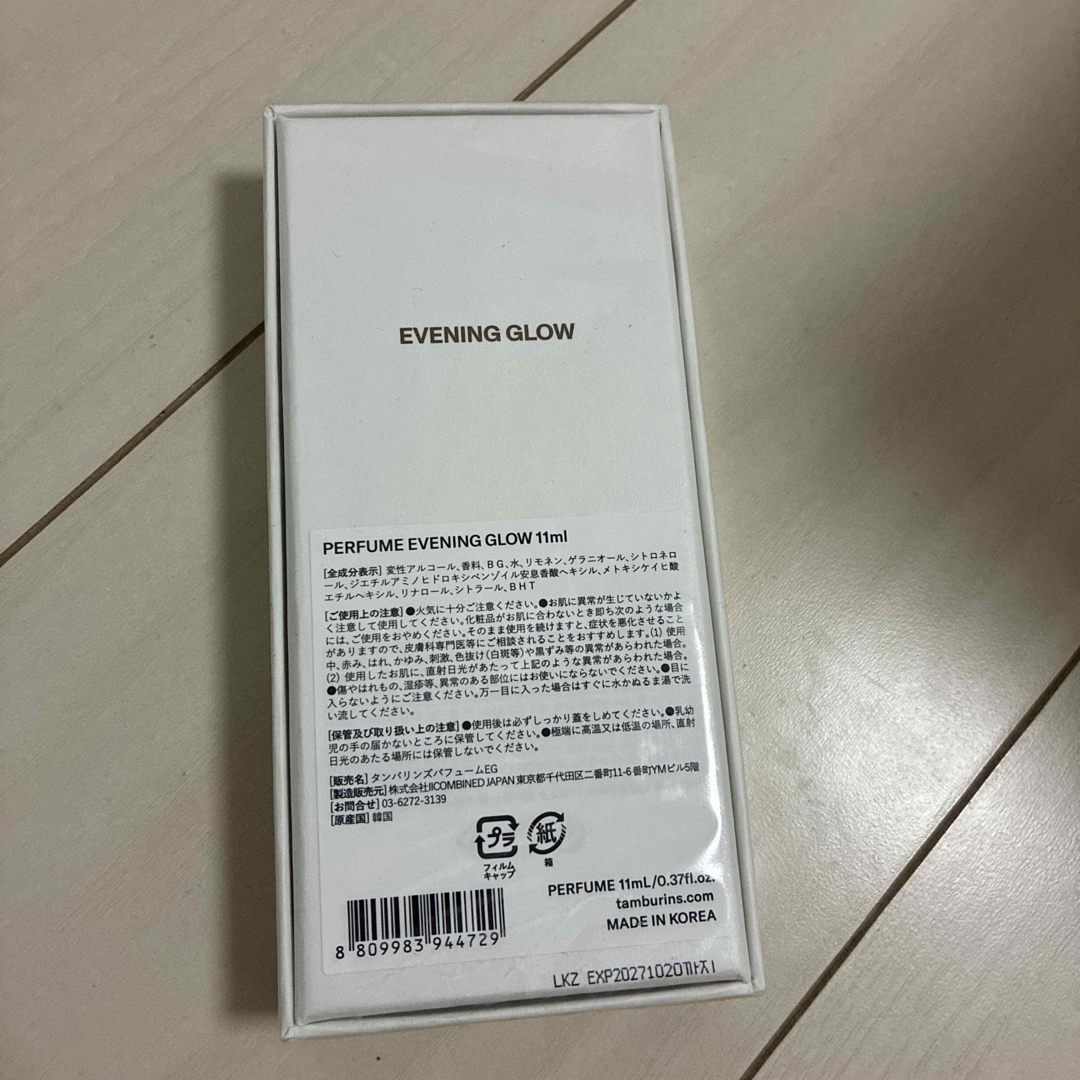 EVENING GLOW
PERFUME EVENING GLOW 11ml
[全成分表示] 変性アルコール、香料、BG、水、リモネン、ゲラニオール、シトロネロ
ール、ジエチルアミノヒドロキシベンゾイル安息香酸ヘキシル、メトキシケイヒ酸
エチルヘキシル、リナロール、シトラール、BHT
[ご使用上の注意] ●火気に十分ご注意ください。●お肌に異常が生じていないかよ
く注意して使用してください。化粧品がお肌に合わないとき即ち次のような場合
には、ご使用をおやめください。そのまま使用を続けますと、症状を悪化させること
がありますので、皮膚科専門医等にご相談されることをおすすめします。(1) 使用
中、赤み、はれ、かゆみ、刺激、色抜け(白斑等)や黒ずみ等の異常があらわれた場合。
(2) 使用したお肌に、直射日光があたって上記のような異常があらわれた場合。
●傷やはれもの、湿疹等、異常のある部位にはお使いにならないでください。●目に
入らないようにご注意ください。万一目に入った場合はすぐに水かぬるま湯で洗
い流してください。
[保管及び取り扱い上の注意] ●使用後は必ずしっかり蓋をしめてください。●乳幼
児の手の届かないところに保管してください。●極端に高温又は低温の場所、直射
日光のあたる場所には保管しないでください。
[販売名] タンバリンズパフュームEG
[製造販売元] 株式会社IICOMBINED JAPAN 東京都千代田区二番町11-6 番町YMビル5階
[お問合せ] 03-6272-3139
[原産国] 韓国
プラ 紙
フィルム 箱
キャップ
PERFUME 11mL/0.37fl.oz.
tamburins.com
MADE IN KOREA
8 809983 944729
LKZ EXP20271020까지